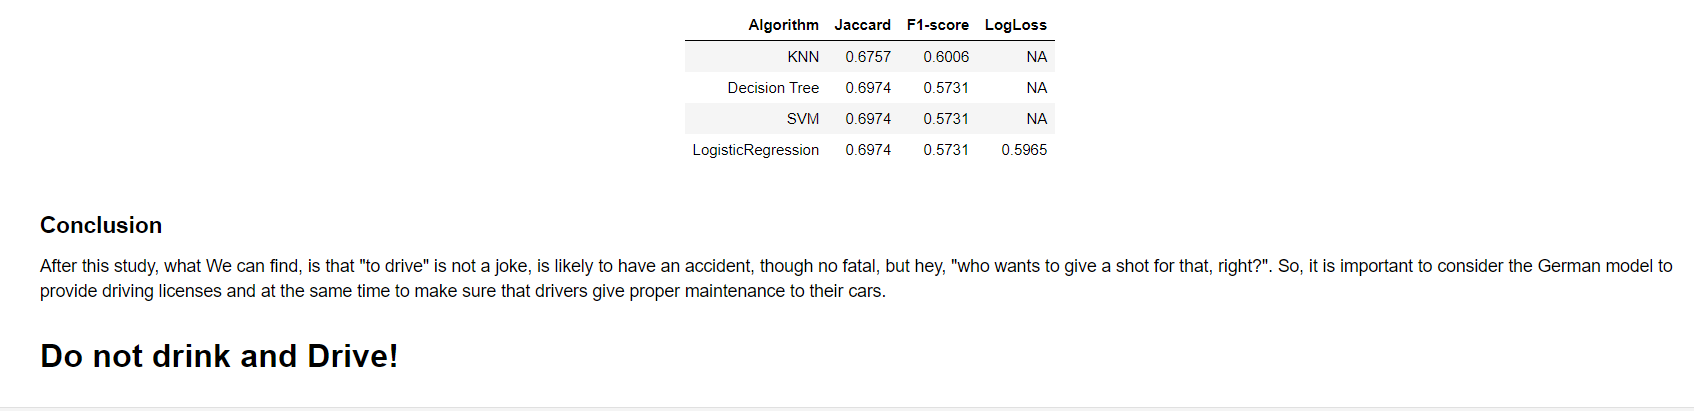 Algorithm Jaccard F1-score LogLoss
KNN 0.6757 0.6006 NA
Decision Tree 0.6974 0.5731 NA
SVM 0.6974 0.5731 NA
LogisticRegression 0.6974 0.5731 0.5965
Conclusion
After this study, what We can find, is that "to drive" is not a joke, is likely to have an accident, though no fatal, but hey, "who wants to give a shot for that, right?". So, it is important to consider the German model to
provide driving licenses and at the same time to make sure that drivers give proper maintenance to their cars.
Do not drink and Drive!